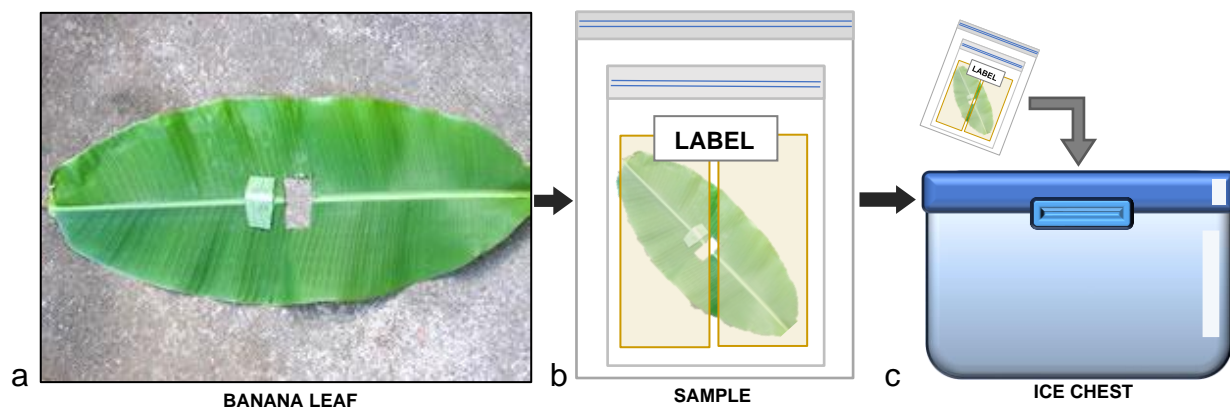 LABEL
LABEL
a
b
c
BANANA LEAF
SAMPLE
ICE CHEST